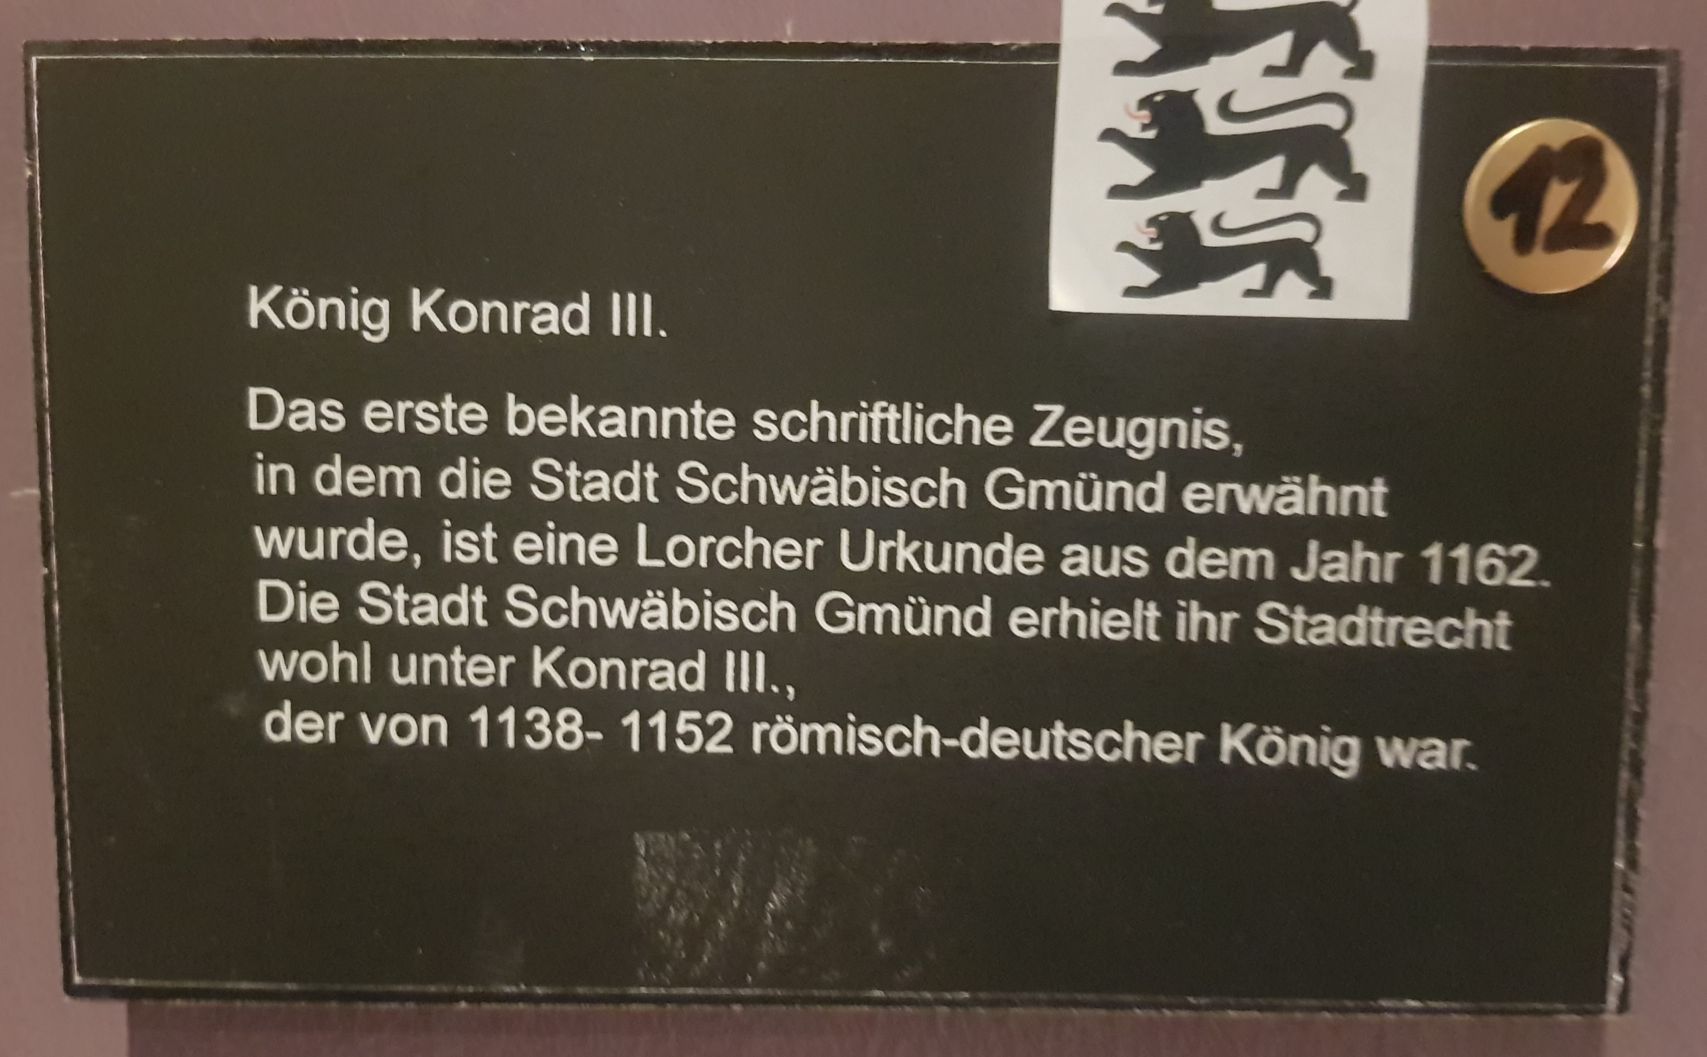 12
König Konrad III.
Das erste bekannte schriftliche Zeugnis,
in dem die Stadt Schwäbisch Gmünd erwähnt
wurde, ist eine Lorcher Urkunde aus dem Jahr 1162.
Die Stadt Schwäbisch Gmünd erhielt ihr Stadtrecht
wohl unter Konrad III.,
der von 1138- 1152 römisch-deutscher König war.